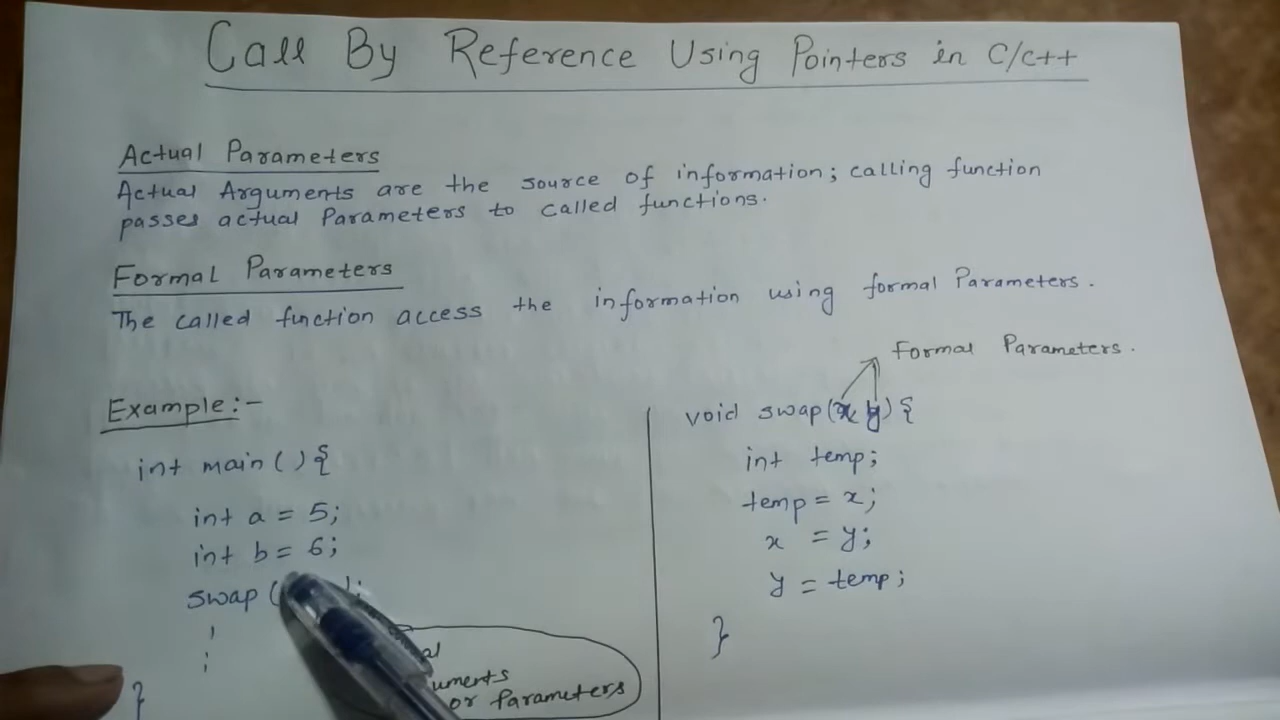 Call By Reference Using Pointers in C/C++
Actual Parameters
Actual Arguments are the source of information; calling function
passes actual Parameters to called functions.
Formal Parameters
The called function access the information using formal Parameters.
Example:-
int main(){
int a = 5;
int b = 6;
swap(
);
;
;
}
uments
or Parameters
Formal Parameters.
void swap(x y){
int temp;
temp = x;
x = y;
y = temp;
}